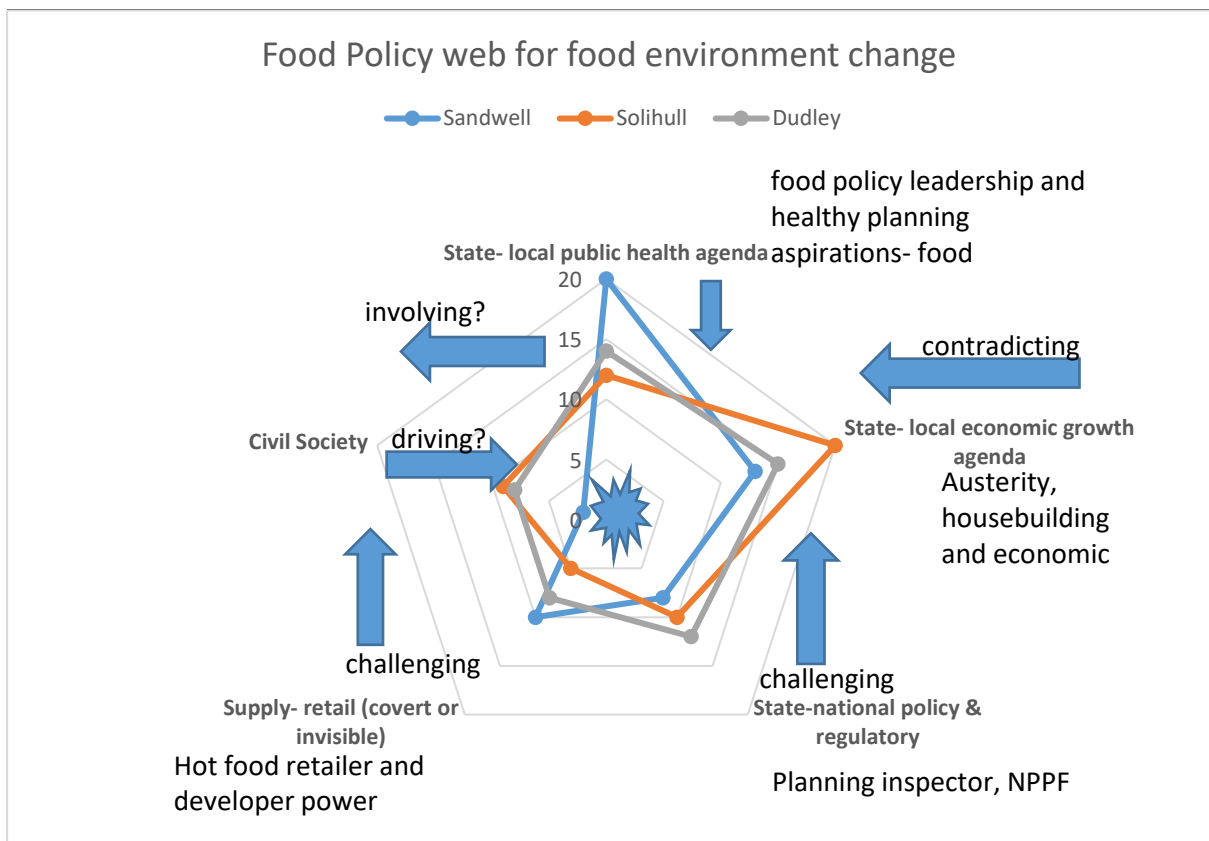 Food Policy web for food environment change
Sandwell
Solihull
Dudley
food policy leadership and
healthy planning
aspirations- food
State- local public health agenda
20
15
10
5
0
involving?
contradicting
Civil Society
driving?
State- local economic growth
agenda
Austerity,
housebuilding
and economic
challenging
challenging
Supply- retail (covert or
invisible)
State-national policy &
regulatory
Hot food retailer and
developer power
Planning inspector, NPPF